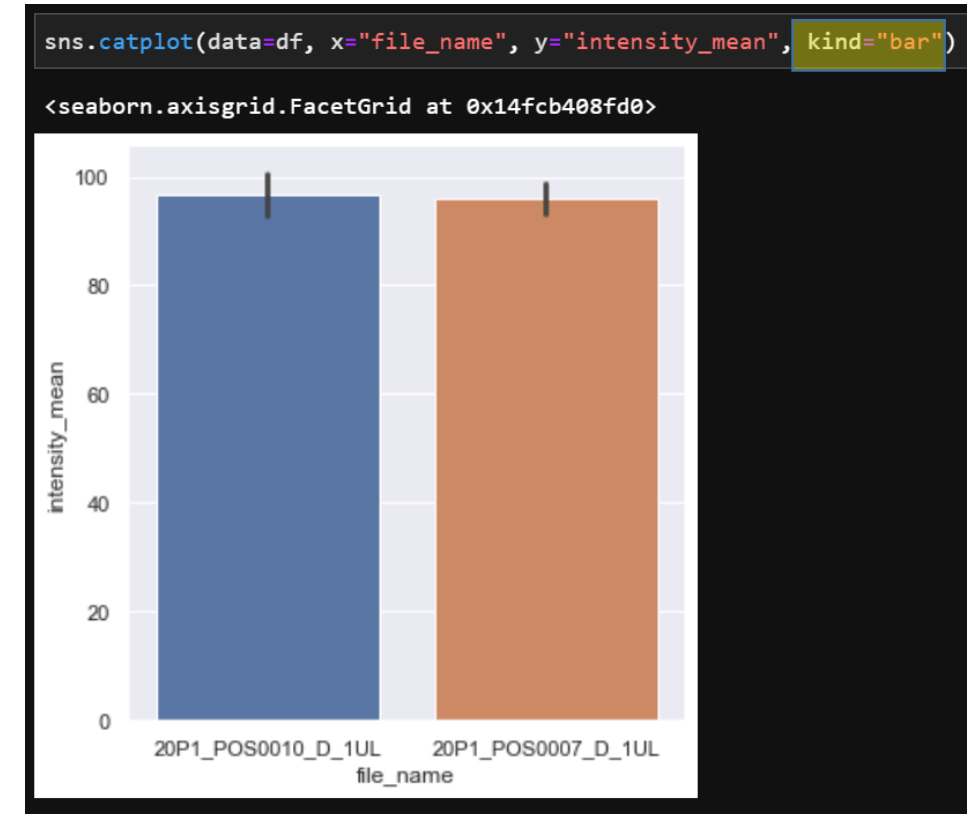 sns.catplot(data=df, x="file_name", y="intensity_mean", kind="bar")
<seaborn.axisgrid.FacetGrid at 0x14fcb408fd0>
100
80
60
40
20
0
intensity_mean
20P1_POS0010_D_1UL 20P1_POS0007_D_1UL
file_name